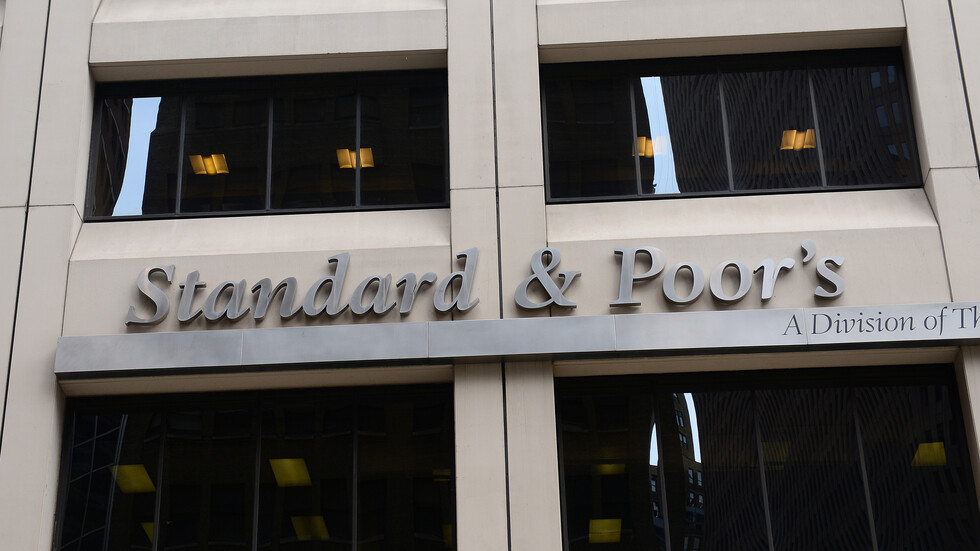 Standard & Poor's
A Division of Th